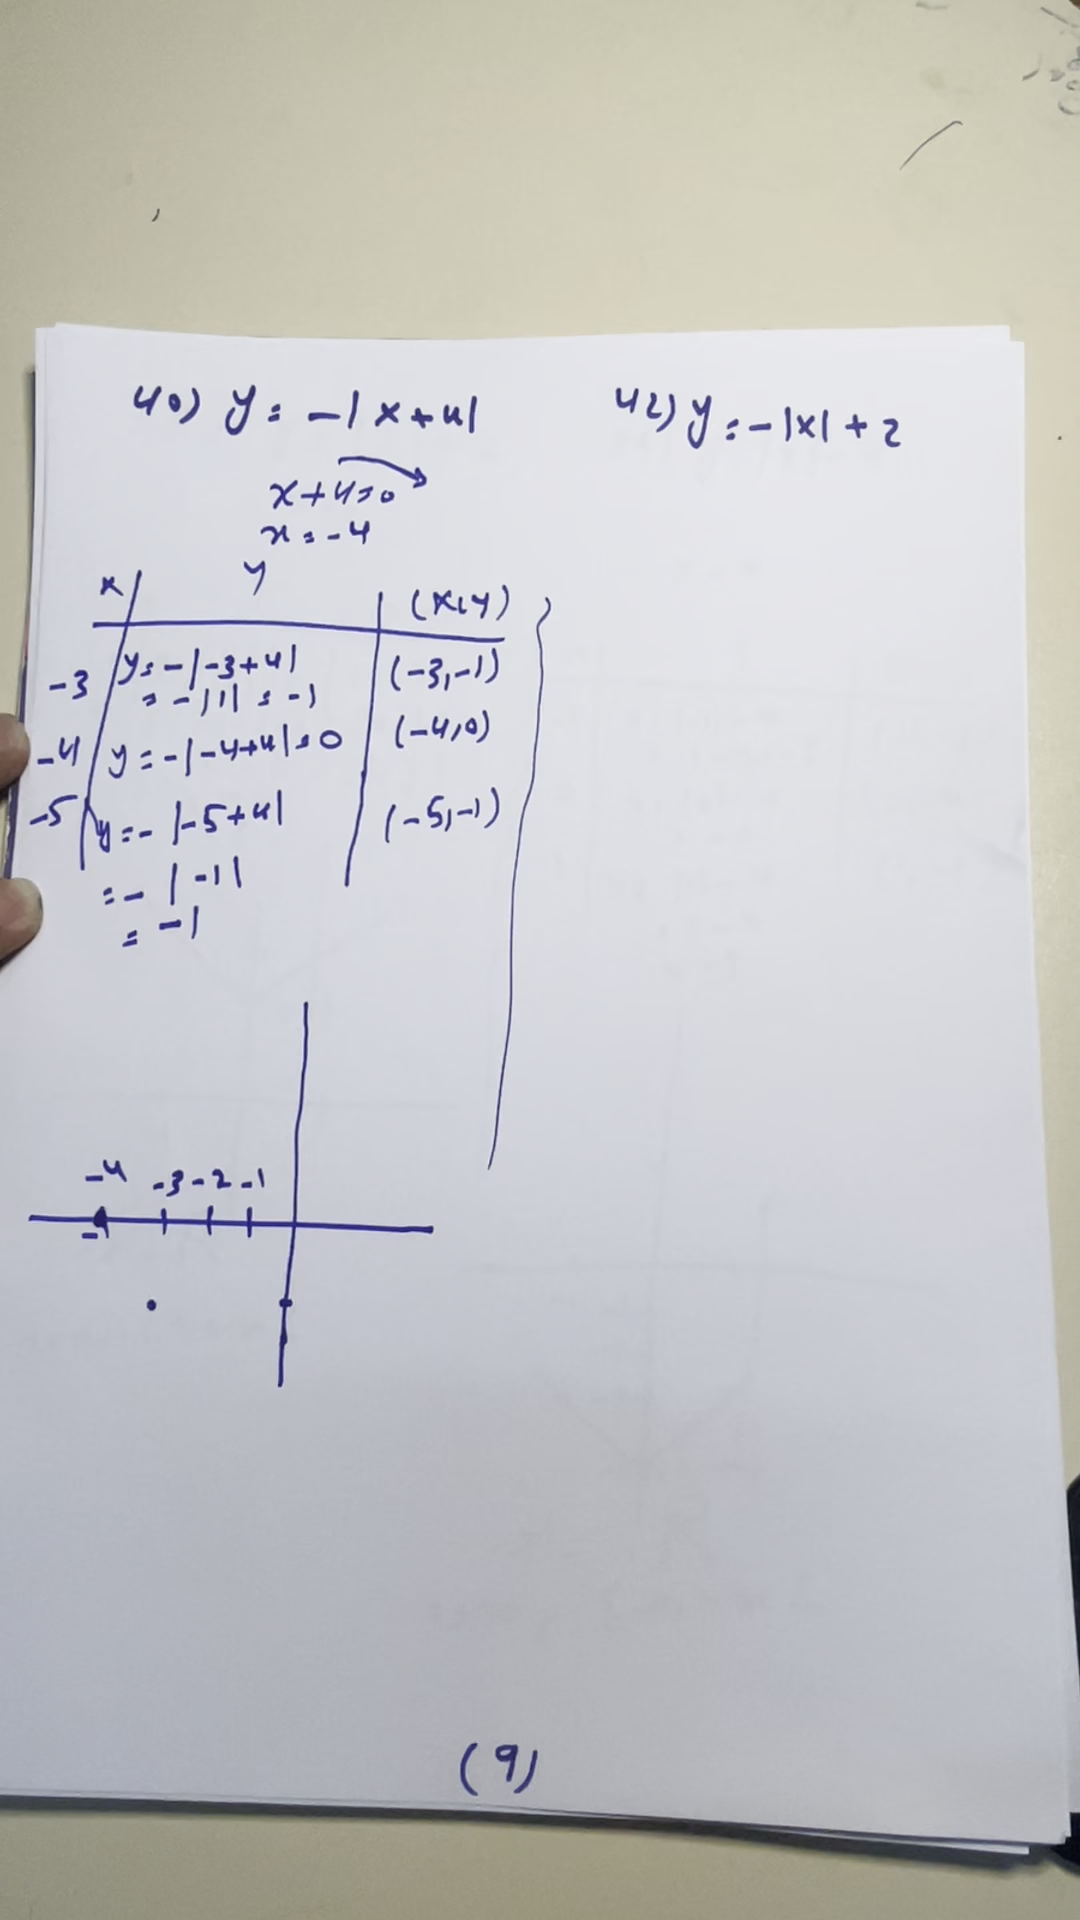 40) y = -|x+4|
x+4=0
x = -4
x y (x,y)
-3 y = -|-3+4| (-3,-1)
= -|1| = -1
-4 y = -|-4+4| = 0 (-4,0)
-5 y = -|-5+4| (-5,-1)
= -|-1|
= -1
-4 -3 -2 -1
42) y = -|x| + 2
(9)